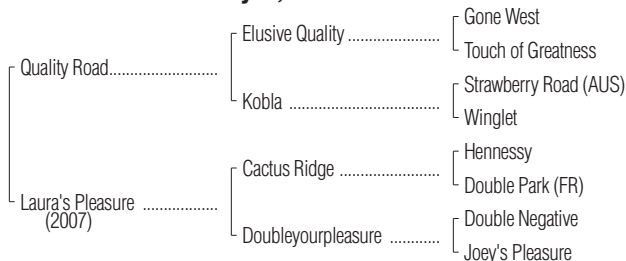 Gone West
Elusive Quality ....................
Touch of Greatness
Quality Road........................
Strawberry Road (AUS)
Kobla .................................
Winglet
Hennessy
Cactus Ridge ......................
Double Park (FR)
Laura's Pleasure ................
(2007)
Double Negative
Doubleyourpleasure ...........
Joey's Pleasure